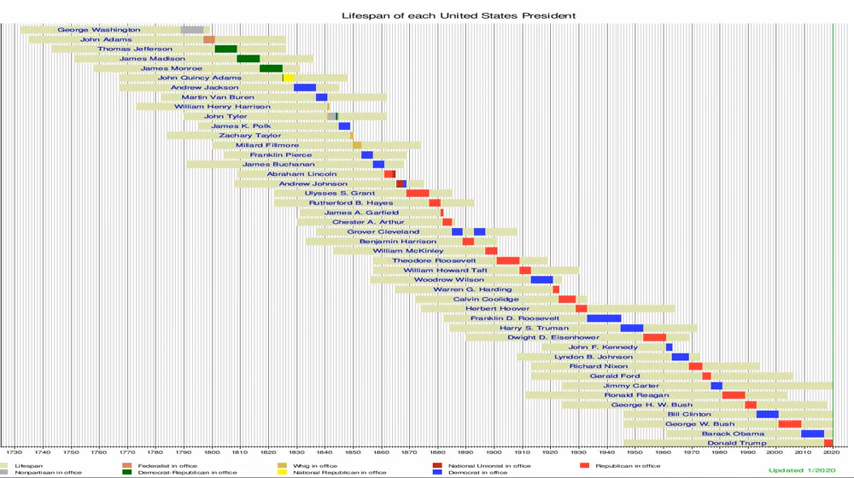 Lifespan of each United States President
George Washington
John Adams
Thomas Jefferson
James Madison
James Monroe
John Quincy Adams
Andrew Jackson
Martin Van Buren
William Henry Harrison
John Tyler
James K. Polk
Zachary Taylor
Millard Fillmore
Franklin Pierce
James Buchanan
Abraham Lincoln
Andrew Johnson
Ulysses S. Grant
Rutherford B. Hayes
James A. Garfield
Chester A. Arthur
Grover Cleveland
Benjamin Harrison
William McKinley
Theodore Roosevelt
William Howard Taft
Woodrow Wilson
Warren G. Harding
Calvin Coolidge
Herbert Hoover
Franklin D. Roosevelt
Harry S. Truman
Dwight D. Eisenhower
John F. Kennedy
Lyndon B. Johnson
Richard Nixon
Gerald Ford
Jimmy Carter
Ronald Reagan
George H. W. Bush
Bill Clinton
George W. Bush
Barack Obama
Donald Trump
1730 1740 1750 1760 1770 1780 1790 1800 1810 1820 1830 1840 1850 1860 1870 1880 1890 1900 1910 1920 1930 1940 1950 1960 1970 1980 1990 2000 2010 2020
Lifespan Federalist in office Whig in office National Unionist in office Republican in office
Nonpartisan in office Democrat-Republican in office National Republican in office Democrat in office
Updated 1/2020